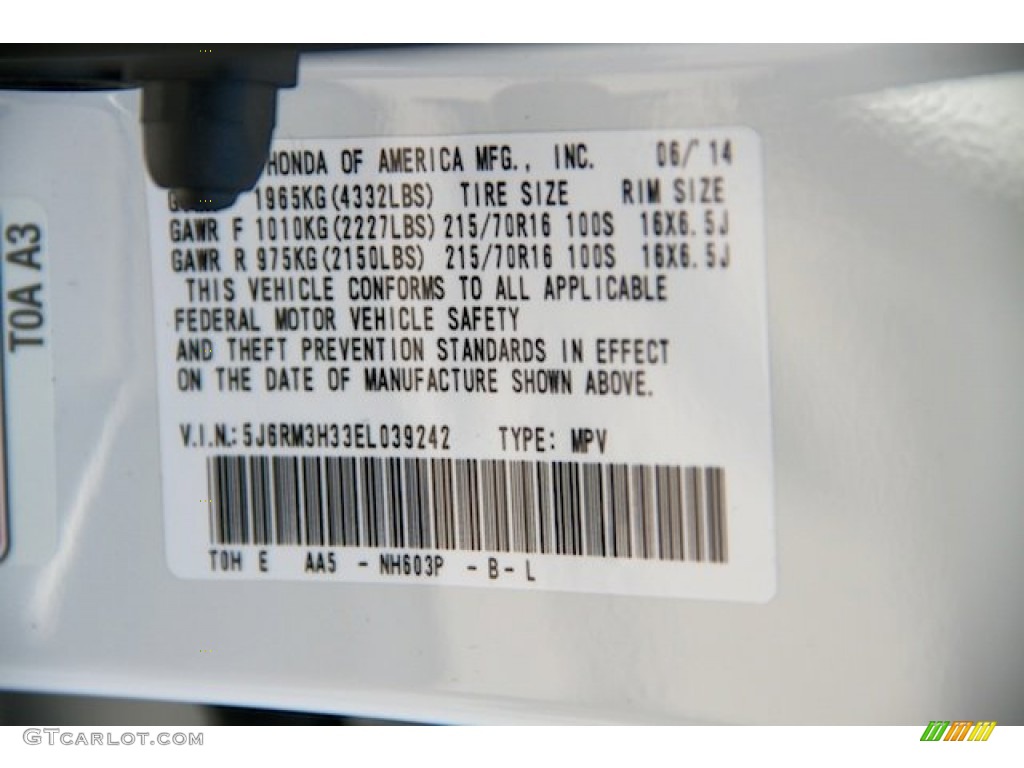 HONDA OF AMERICA MFG., INC. 06/14
1965KG(4332LBS) TIRE SIZE RIM SIZE
GAWR F 1010KG(2227LBS) 215/70R16 100S 16X6.5J
GAWR R 975KG(2150LBS) 215/70R16 100S 16X6.5J
THIS VEHICLE CONFORMS TO ALL APPLICABLE
FEDERAL MOTOR VEHICLE SAFETY
AND THEFT PREVENTION STANDARDS IN EFFECT
ON THE DATE OF MANUFACTURE SHOWN ABOVE.
V.I.N.: 5J6RM3H33EL039242 TYPE: MPV
T0H E AA5 - NH603P - B - L
T0A A3
GTCARLOT.COM